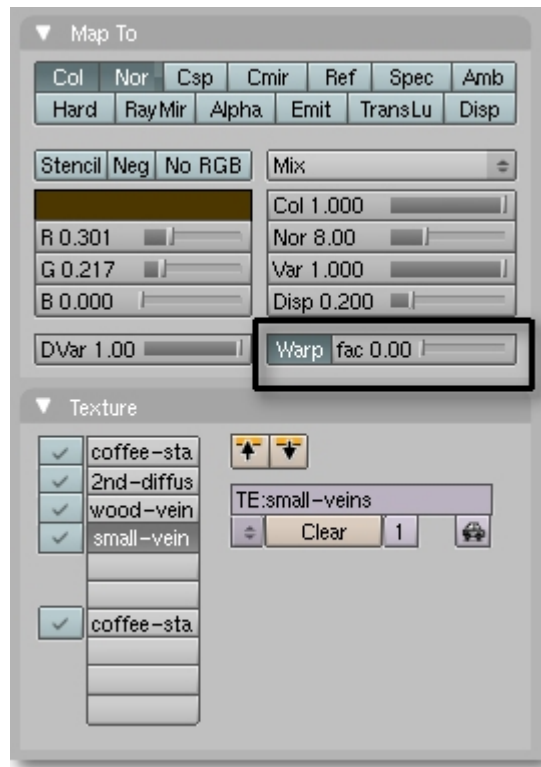 Map To
Col Nor Csp Cmir Ref Spec Amb
Hard RayMir Alpha Emit TransLu Disp
Stencil Neg No RGB Mix
Col 1.000
R 0.301 Nor 8.00
G 0.217 Var 1.000
B 0.000 Disp 0.200
DVar 1.00 Warp fac 0.00
Texture
coffee-sta
2nd-diffus
wood-vein TE:small-veins
small-vein Clear 1
coffee-sta